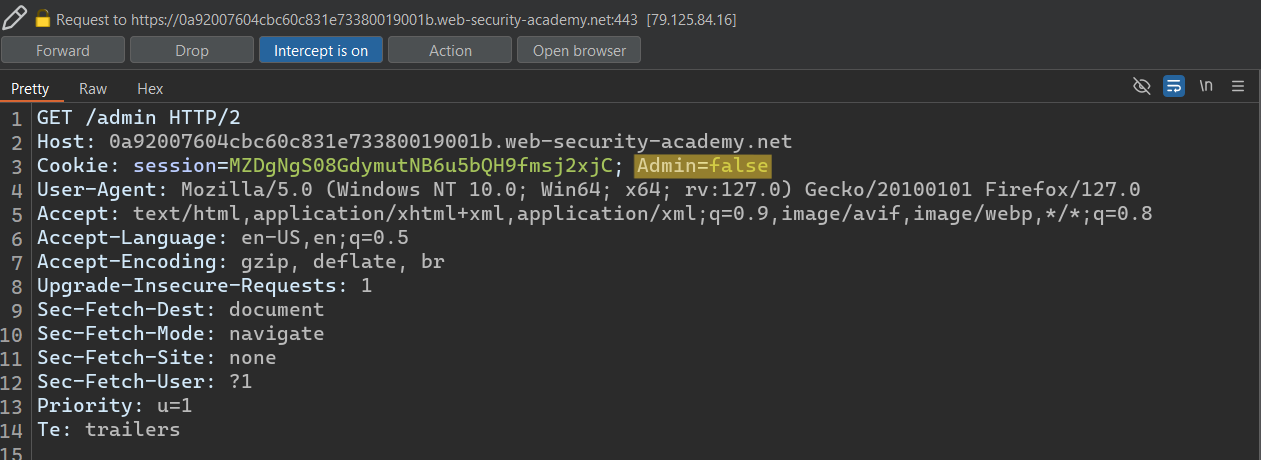 Request to https://0a92007604cbc60c831e73380019001b.web-security-academy.net:443 [79.125.84.16]
Forward Drop Intercept is on Action Open browser
Pretty Raw Hex \n
1 GET /admin HTTP/2
2 Host: 0a92007604cbc60c831e73380019001b.web-security-academy.net
3 Cookie: session=MZDgNgS08GdymutNB6u5bQH9fmsj2xjC; Admin=false
4 User-Agent: Mozilla/5.0 (Windows NT 10.0; Win64; x64; rv:127.0) Gecko/20100101 Firefox/127.0
5 Accept: text/html,application/xhtml+xml,application/xml;q=0.9,image/avif,image/webp,*/*;q=0.8
6 Accept-Language: en-US,en;q=0.5
7 Accept-Encoding: gzip, deflate, br
8 Upgrade-Insecure-Requests: 1
9 Sec-Fetch-Dest: document
10 Sec-Fetch-Mode: navigate
11 Sec-Fetch-Site: none
12 Sec-Fetch-User: ?1
13 Priority: u=1
14 Te: trailers
15